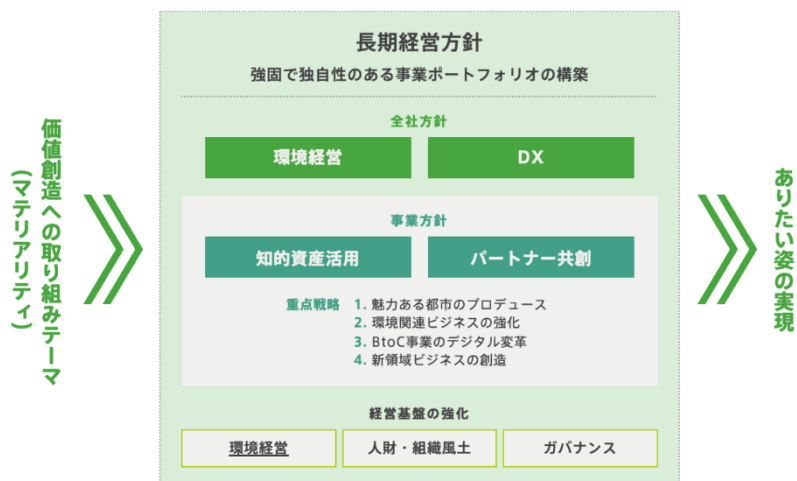 長期経営方針
強固で独自性のある事業ポートフォリオの構築
価値創造への取り組みテーマ
(マテリアリティ)
全社方針
環境経営
DX
事業方針
知的資産活用
パートナー共創
重点戦略 1. 魅力ある都市のプロデュース
2. 環境関連ビジネスの強化
3. BtoC事業のデジタル変革
4. 新領域ビジネスの創造
経営基盤の強化
環境経営
人財・組織風土
ガバナンス
ありたい姿の実現